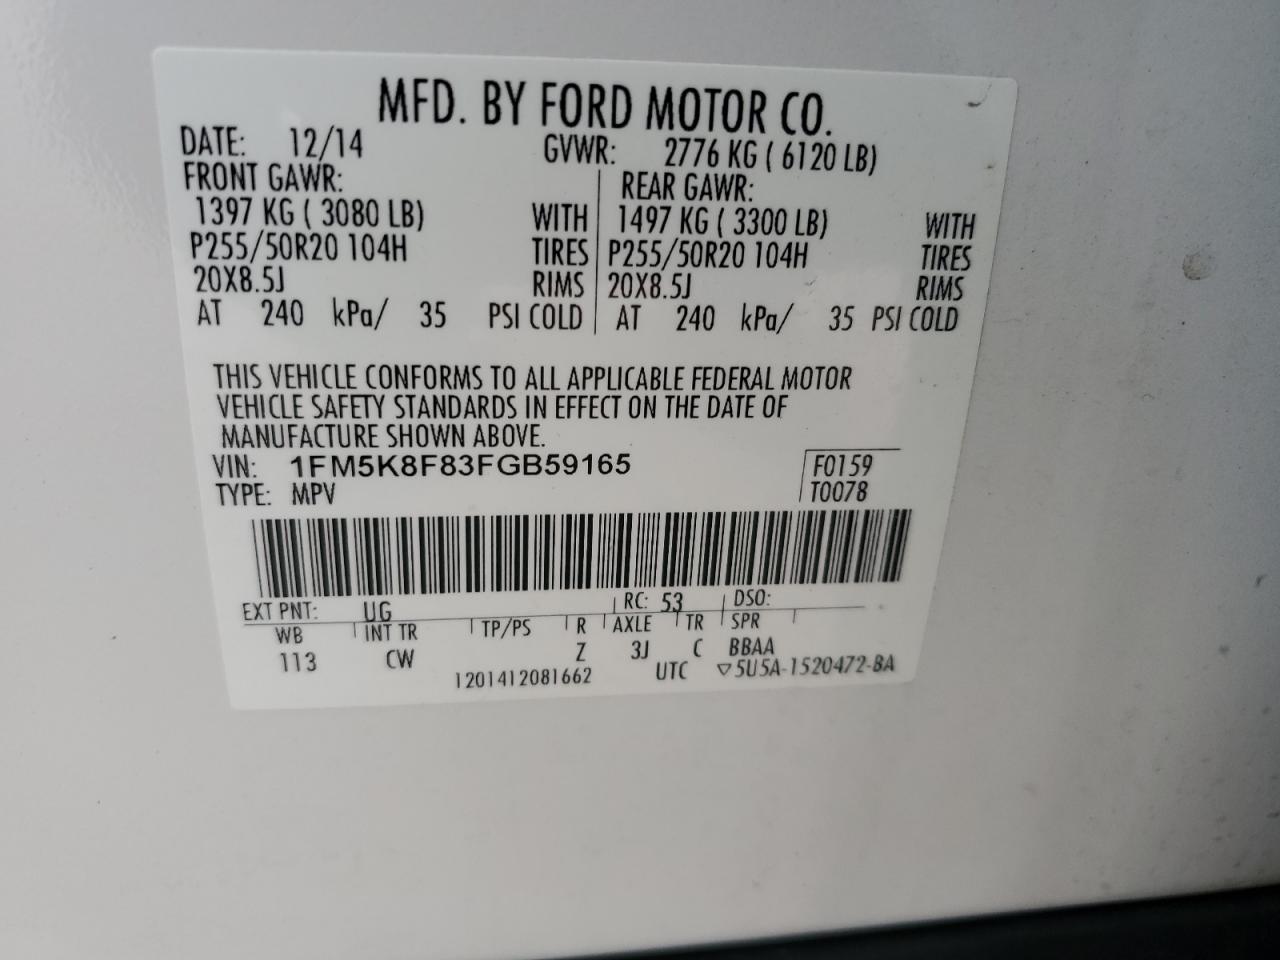 MFD. BY FORD MOTOR CO.
DATE: 12/14 GVWR: 2776 KG ( 6120 LB)
FRONT GAWR: REAR GAWR:
1397 KG ( 3080 LB) WITH 1497 KG ( 3300 LB) WITH
P255/50R20 104H TIRES P255/50R20 104H TIRES
20X8.5J RIMS 20X8.5J RIMS
AT 240 kPa/ 35 PSI COLD AT 240 kPa/ 35 PSI COLD
THIS VEHICLE CONFORMS TO ALL APPLICABLE FEDERAL MOTOR
VEHICLE SAFETY STANDARDS IN EFFECT ON THE DATE OF
MANUFACTURE SHOWN ABOVE.
VIN: 1FM5K8F83FGB59165 F0159
TYPE: MPV T0078
EXT PNT: UG RC: 53 DSO:
WB INT TR TP/PS R AXLE TR SPR
113 CW Z 3J C BBAA
1201412081662 UTC ▽5U5A-1520472-BA